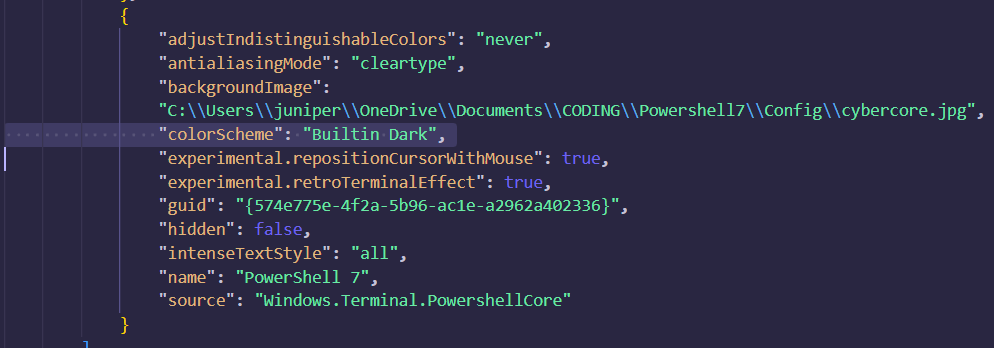 },
{
"adjustIndistinguishableColors": "never",
"antialiasingMode": "cleartype",
"backgroundImage":
"C:\\Users\\juniper\\OneDrive\\Documents\\CODING\\Powershell7\\Config\\cybercore.jpg",
"colorScheme": "Builtin Dark",
"experimental.repositionCursorWithMouse": true,
"experimental.retroTerminalEffect": true,
"guid": "{574e775e-4f2a-5b96-ac1e-a2962a402336}",
"hidden": false,
"intenseTextStyle": "all",
"name": "PowerShell 7",
"source": "Windows.Terminal.PowershellCore"
}
]